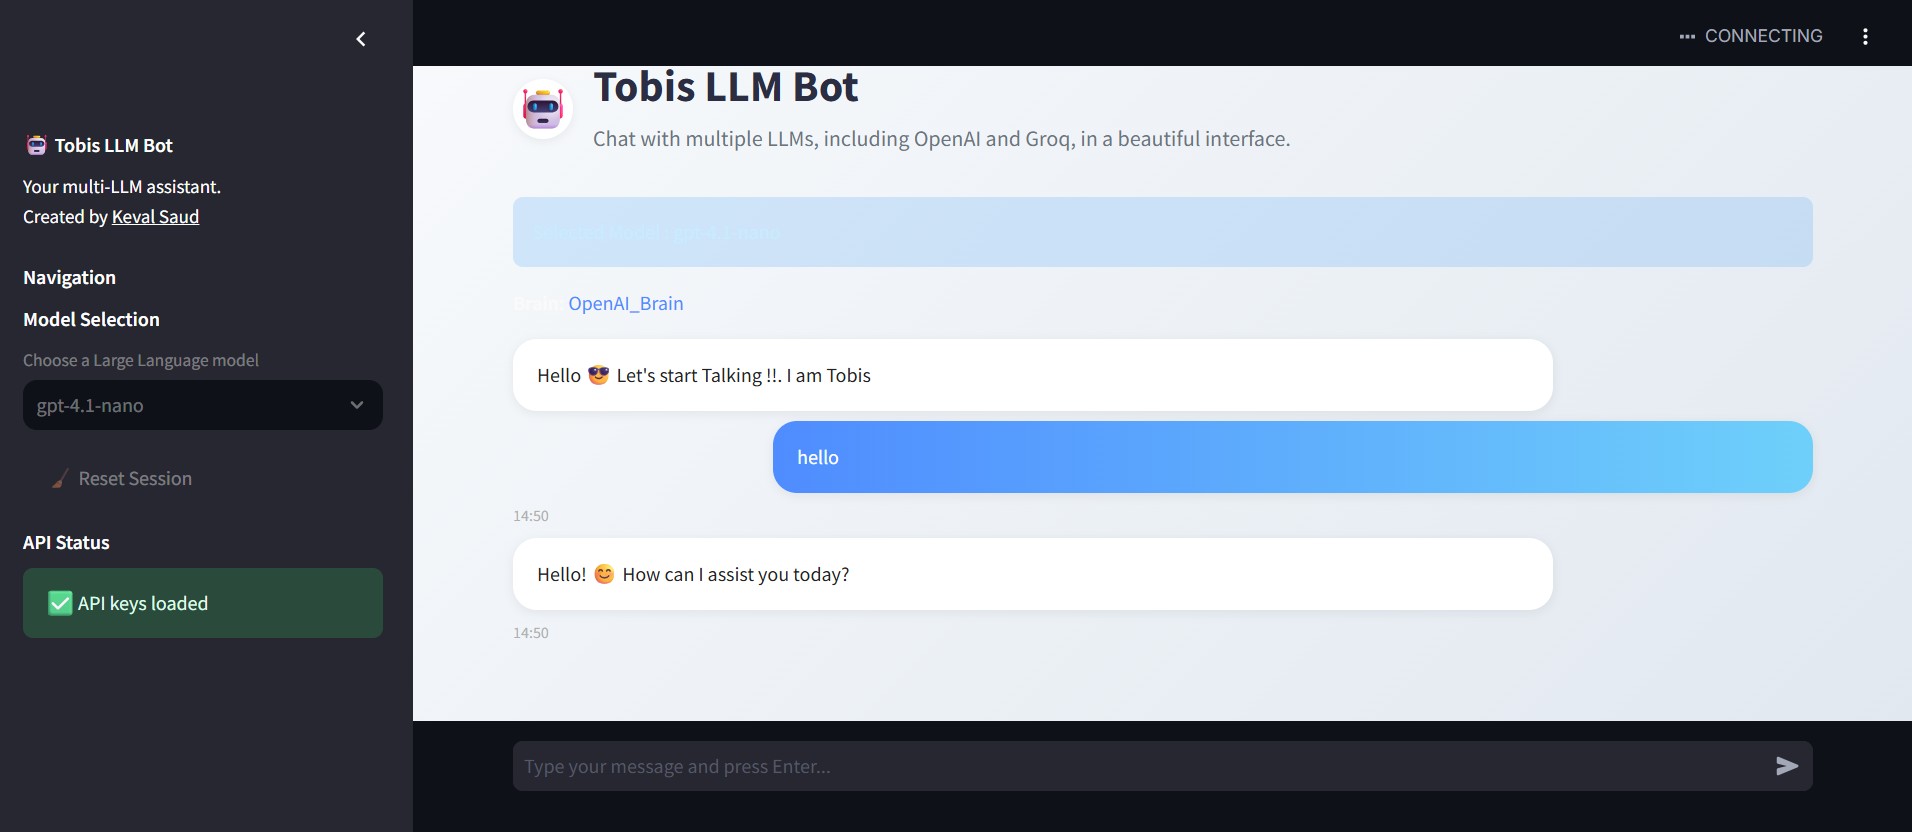 CONNECTING
Tobis LLM Bot
Your multi-LLM assistant.
Created by Keval Saud
Navigation
Model Selection
Choose a Large Language model
gpt-4.1-nano
Reset Session
API Status
API keys loaded
Tobis LLM Bot
Chat with multiple LLMs, including OpenAI and Groq, in a beautiful interface.
Selected Model: gpt-4.1-nano
Brain: OpenAI_Brain
Hello 😎 Let's start Talking !!. I am Tobis
hello
14:50
Hello! 😊 How can I assist you today?
14:50
Type your message and press Enter...